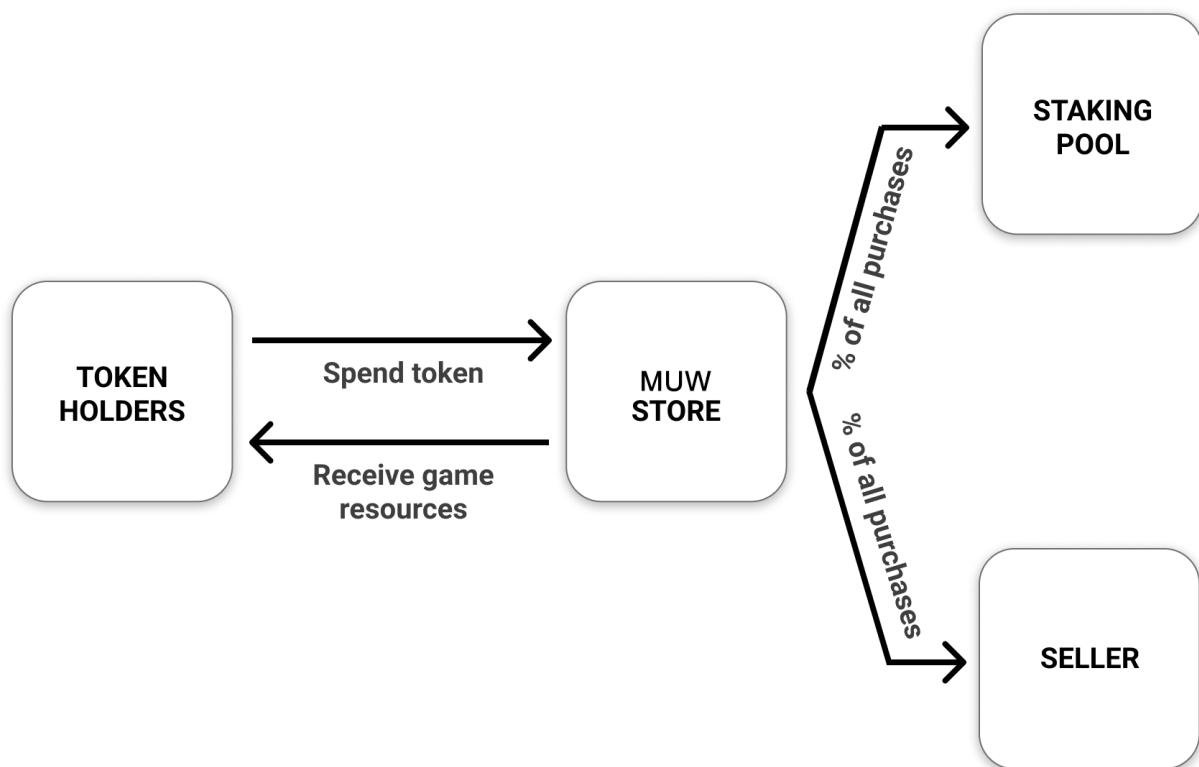 TOKEN
HOLDERS
Spend token
Receive game
resources
MUW
STORE
% of all purchases
% of all purchases
STAKING
POOL
SELLER